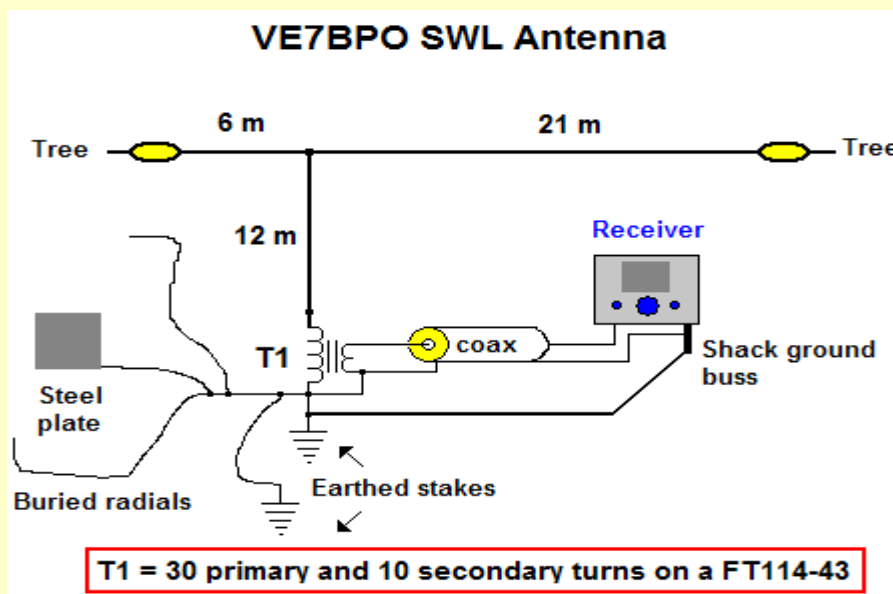 VE7BPO SWL Antenna
6 m
21 m
Tree
Tree
12 m
Receiver
T1
coax
Shack ground
buss
Steel
plate
Buried radials
Earthed stakes
T1 = 30 primary and 10 secondary turns on a FT114-43